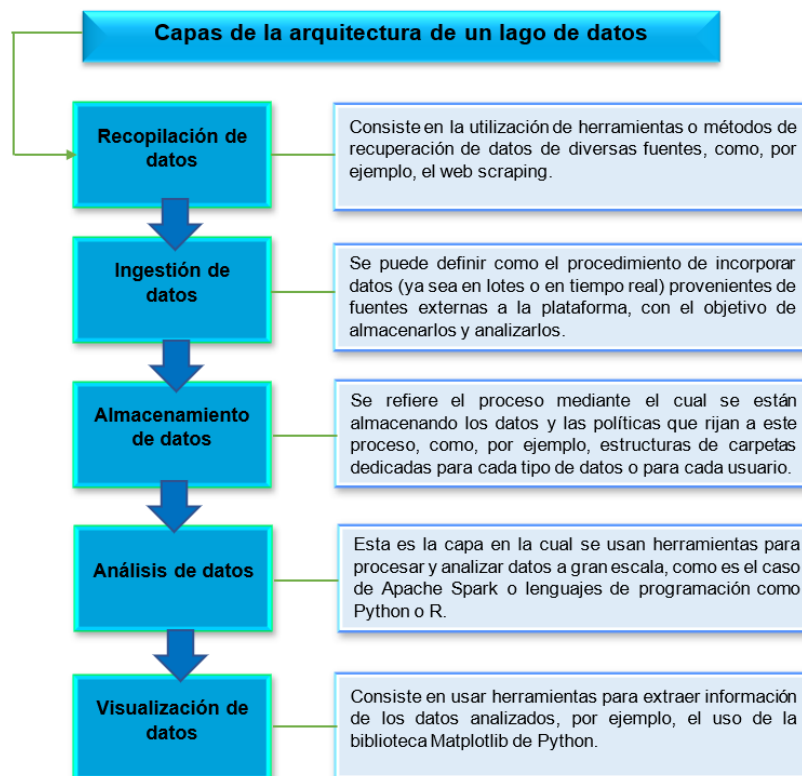 Capas de la arquitectura de un lago de datos
Recopilación de
datos
Consiste en la utilización de herramientas o métodos de
recuperación de datos de diversas fuentes, como, por
ejemplo, el web scraping.
Ingestión de
datos
Se puede definir como el procedimiento de incorporar
datos (ya sea en lotes o en tiempo real) provenientes de
fuentes externas a la plataforma, con el objetivo de
almacenarlos y analizarlos.
Almacenamiento
de datos
Se refiere el proceso mediante el cual se están
almacenando los datos y las políticas que rijan a este
proceso, como, por ejemplo, estructuras de carpetas
dedicadas para cada tipo de datos o para cada usuario.
Análisis de datos
Esta es la capa en la cual se usan herramientas para
procesar y analizar datos a gran escala, como es el caso
de Apache Spark o lenguajes de programación como
Python o R.
Visualización de
datos
Consiste en usar herramientas para extraer información
de los datos analizados, por ejemplo, el uso de la
biblioteca Matplotlib de Python.